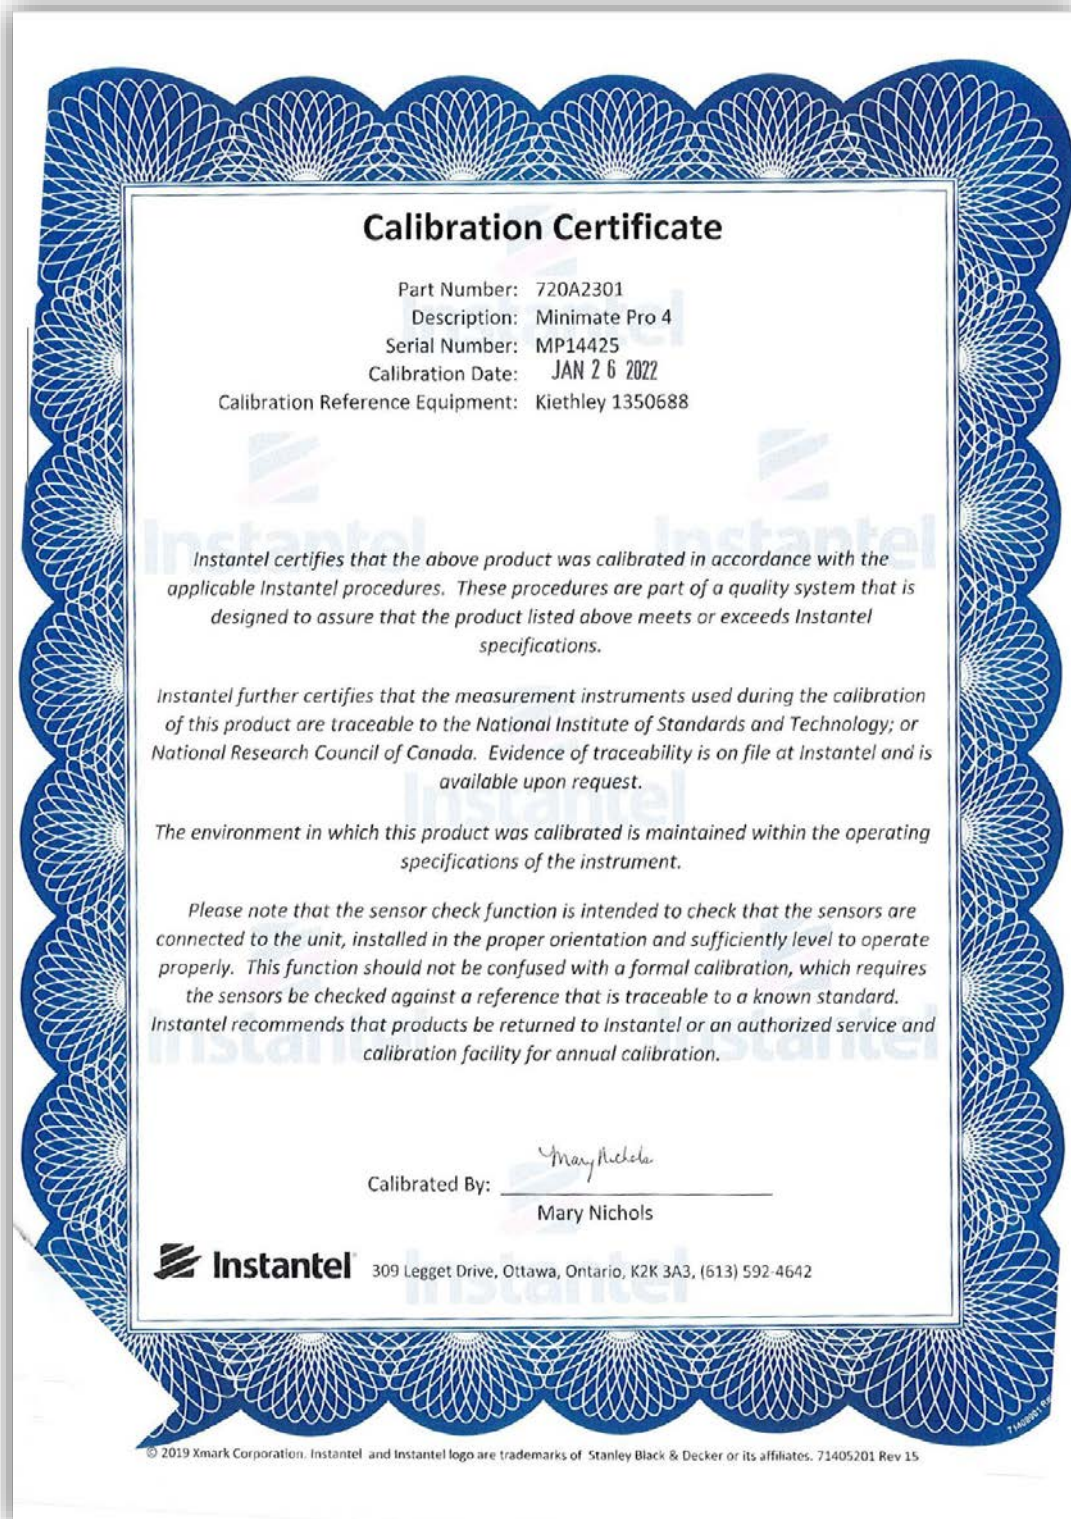 Calibration Certificate
Part Number: 720A2301
Description: Minimate Pro 4
Serial Number: MP14425
Calibration Date: JAN 26 2022
Calibration Reference Equipment: Kiethley 1350688
Instantel certifies that the above product was calibrated in accordance with the
applicable Instantel procedures. These procedures are part of a quality system that is
designed to assure that the product listed above meets or exceeds Instantel
specifications.
Instantel further certifies that the measurement instruments used during the calibration
of this product are traceable to the National Institute of Standards and Technology; or
National Research Council of Canada. Evidence of traceability is on file at Instantel and is
available upon request.
The environment in which this product was calibrated is maintained within the operating
specifications of the instrument.
Please note that the sensor check function is intended to check that the sensors are
connected to the unit, installed in the proper orientation and sufficiently level to operate
properly. This function should not be confused with a formal calibration, which requires
the sensors be checked against a reference that is traceable to a known standard.
Instantel recommends that products be returned to Instantel or an authorized service and
calibration facility for annual calibration.
Mary Nichols
Calibrated By:
Mary Nichols
Instantel 309 Legget Drive, Ottawa, Ontario, K2K 3A3, (613) 592-4642
© 2019 Xmark Corporation. Instantel and Instantel logo are trademarks of Stanley Black & Decker or its affiliates. 71405201 Rev 15